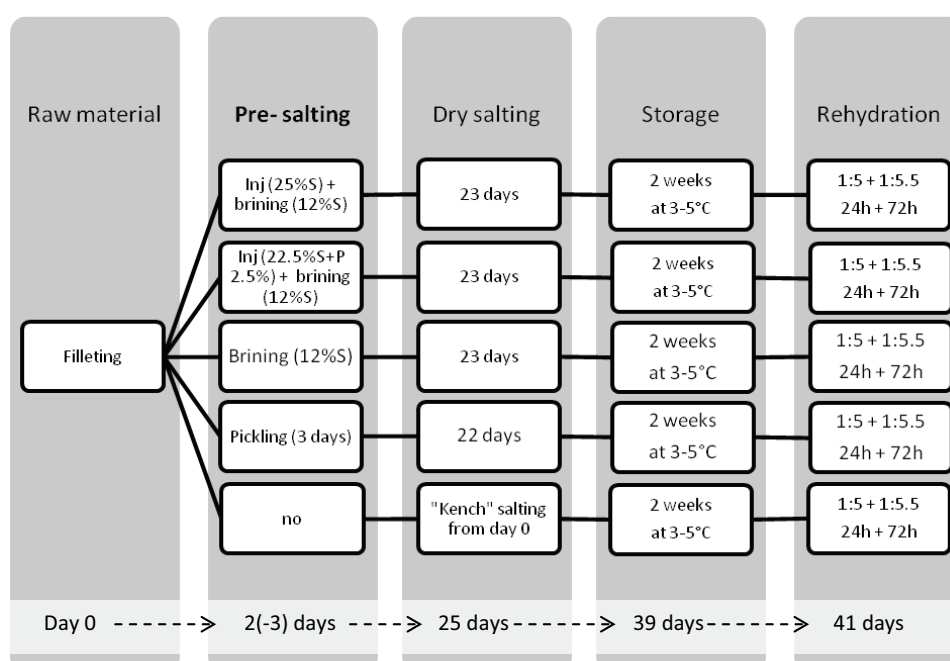 Raw material
Pre- salting
Dry salting
Storage
Rehydration
Filleting
Inj (25%S) +
brining (12%S)
23 days
2 weeks
at 3-5°C
1:5 + 1:5.5
24h + 72h
Inj (22.5%S+P
2.5%) + brining
(12%S)
23 days
2 weeks
at 3-5°C
1:5 + 1:5.5
24h + 72h
Brining (12%S)
23 days
2 weeks
at 3-5°C
1:5 + 1:5.5
24h + 72h
Pickling (3 days)
22 days
2 weeks
at 3-5°C
1:5 + 1:5.5
24h + 72h
no
"Kench" salting
from day 0
2 weeks
at 3-5°C
1:5 + 1:5.5
24h + 72h
Day 0
2(-3) days
25 days
39 days
41 days